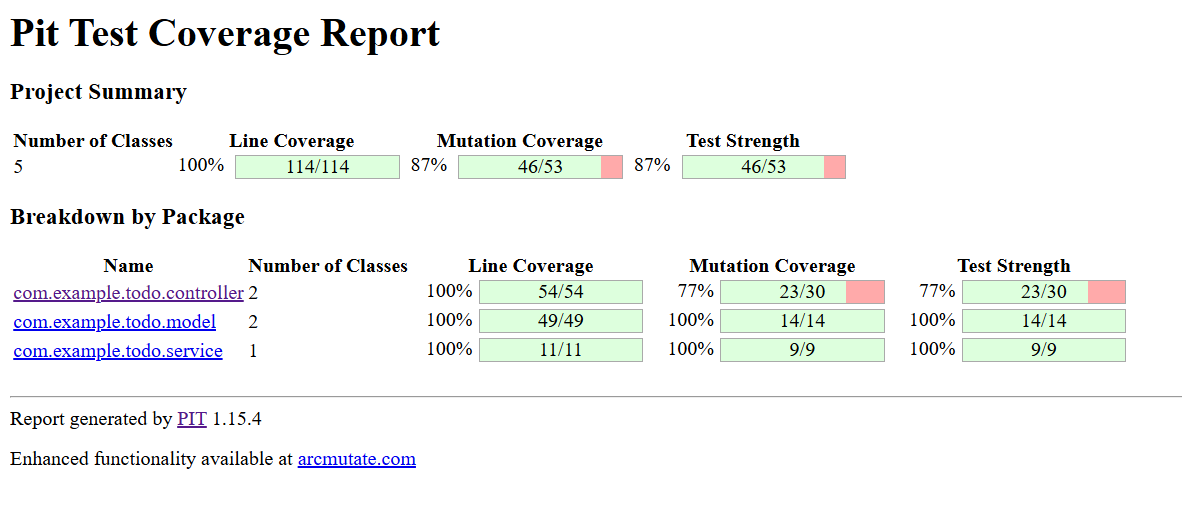 Pit Test Coverage Report
Project Summary
Number of Classes Line Coverage Mutation Coverage Test Strength
5 100% 114/114 87% 46/53 87% 46/53
Breakdown by Package
Name Number of Classes Line Coverage Mutation Coverage Test Strength
com.example.todo.controller 2 100% 54/54 77% 23/30 77% 23/30
com.example.todo.model 2 100% 49/49 100% 14/14 100% 14/14
com.example.todo.service 1 100% 11/11 100% 9/9 100% 9/9
Report generated by PIT 1.15.4
Enhanced functionality available at arcmutate.com